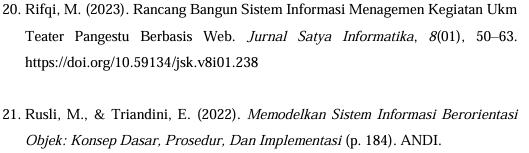 20. Rifqi, M. (2023). Rancang Bangun Sistem Informasi Menagemen Kegiatan Ukm
Teater Pangestu Berbasis Web. Jurnal Satya Informatika, 8(01), 50–63.
https://doi.org/10.59134/jsk.v8i01.238
21. Rusli, M., & Triandini, E. (2022). Memodelkan Sistem Informasi Berorientasi
Objek: Konsep Dasar, Prosedur, Dan Implementasi (p. 184). ANDI.